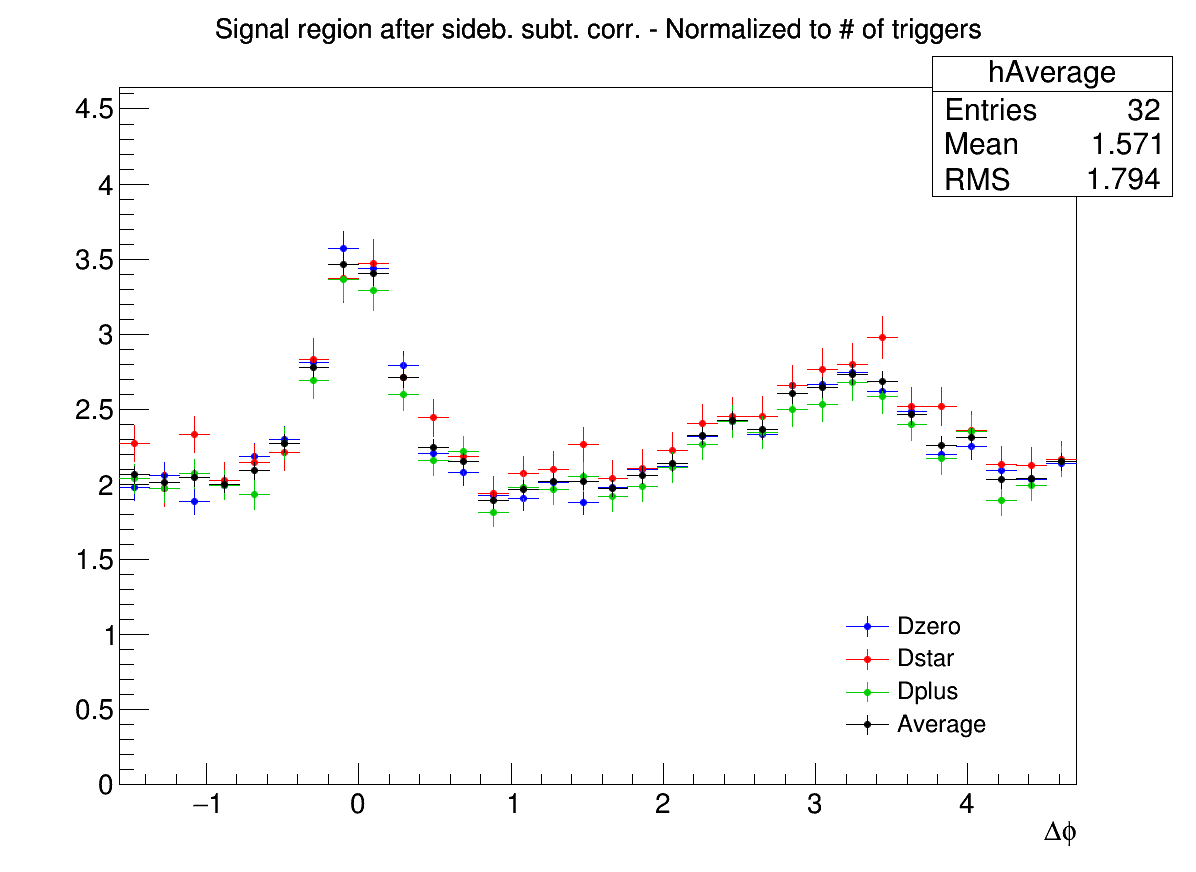 Signal region after sideb. subt. corr. - Normalized to # of triggers
hAverage
Entries 32
Mean 1.571
RMS 1.794
4.5
4
3.5
3
2.5
2
1.5
1
0.5
0
−1 0 1 2 3 4
Δϕ
Dzero
Dstar
Dplus
Average